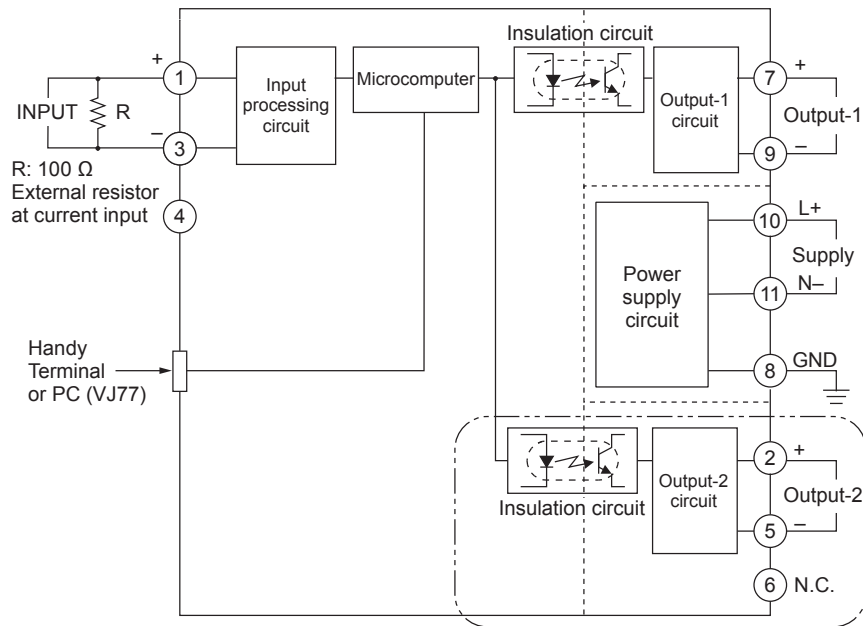 Insulation circuit
+
1
Input
processing
circuit
Microcomputer
Output-1
circuit
7
+
INPUT
R
Output-1
–
3
9
–
R: 100 Ω
External resistor
at current input
4
10
L+
Power
supply
circuit
Supply
11
N–
Handy
Terminal
or PC (VJ77)
8
GND
2
+
Output-2
circuit
Output-2
Insulation circuit
5
–
6
N.C.